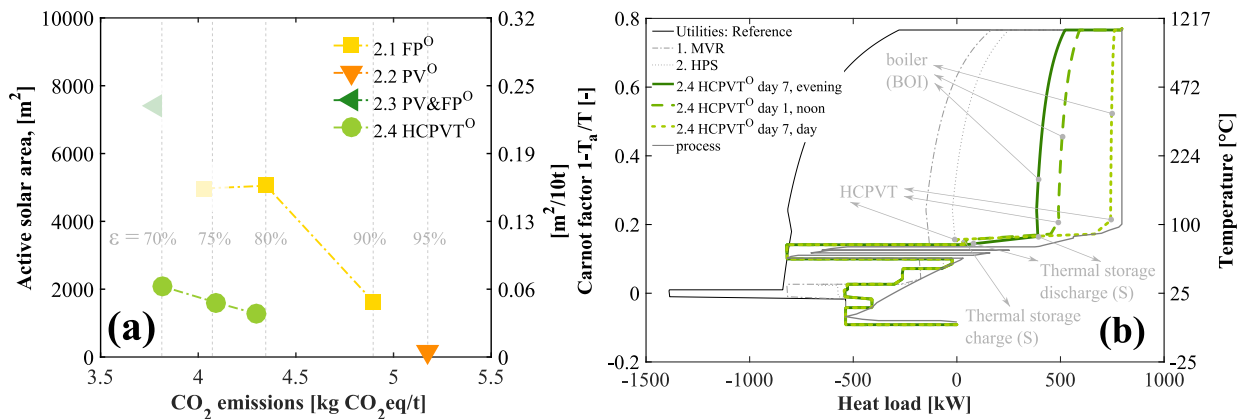 10000
8000
6000
4000
2000
0
Active solar area, [m²]
0.32
0.26
0.19
0.13
0.06
0
[m²/10t]
2.1 FPᴼ
2.2 PVᴼ
2.3 PV&FPᴼ
2.4 HCPVTᴼ
ε = 70% 75% 80% 90% 95%
(a)
3.5 4 4.5 5 5.5
CO₂ emissions [kg CO₂eq/t]
0.8
0.6
0.4
0.2
0
-0.2
Carnot factor 1-Tₐ/T [-]
Utilities: Reference
1. MVR
2. HPS
2.4 HCPVTᴼ day 7, evening
2.4 HCPVTᴼ day 1, noon
2.4 HCPVTᴼ day 7, day
process
boiler
(BOI)
HCPVT
Thermal storage
discharge (S)
Thermal storage
charge (S)
(b)
1217
472
224
100
25
-25
Temperature [°C]
-1500 -1000 -500 0 500 1000
Heat load [kW]